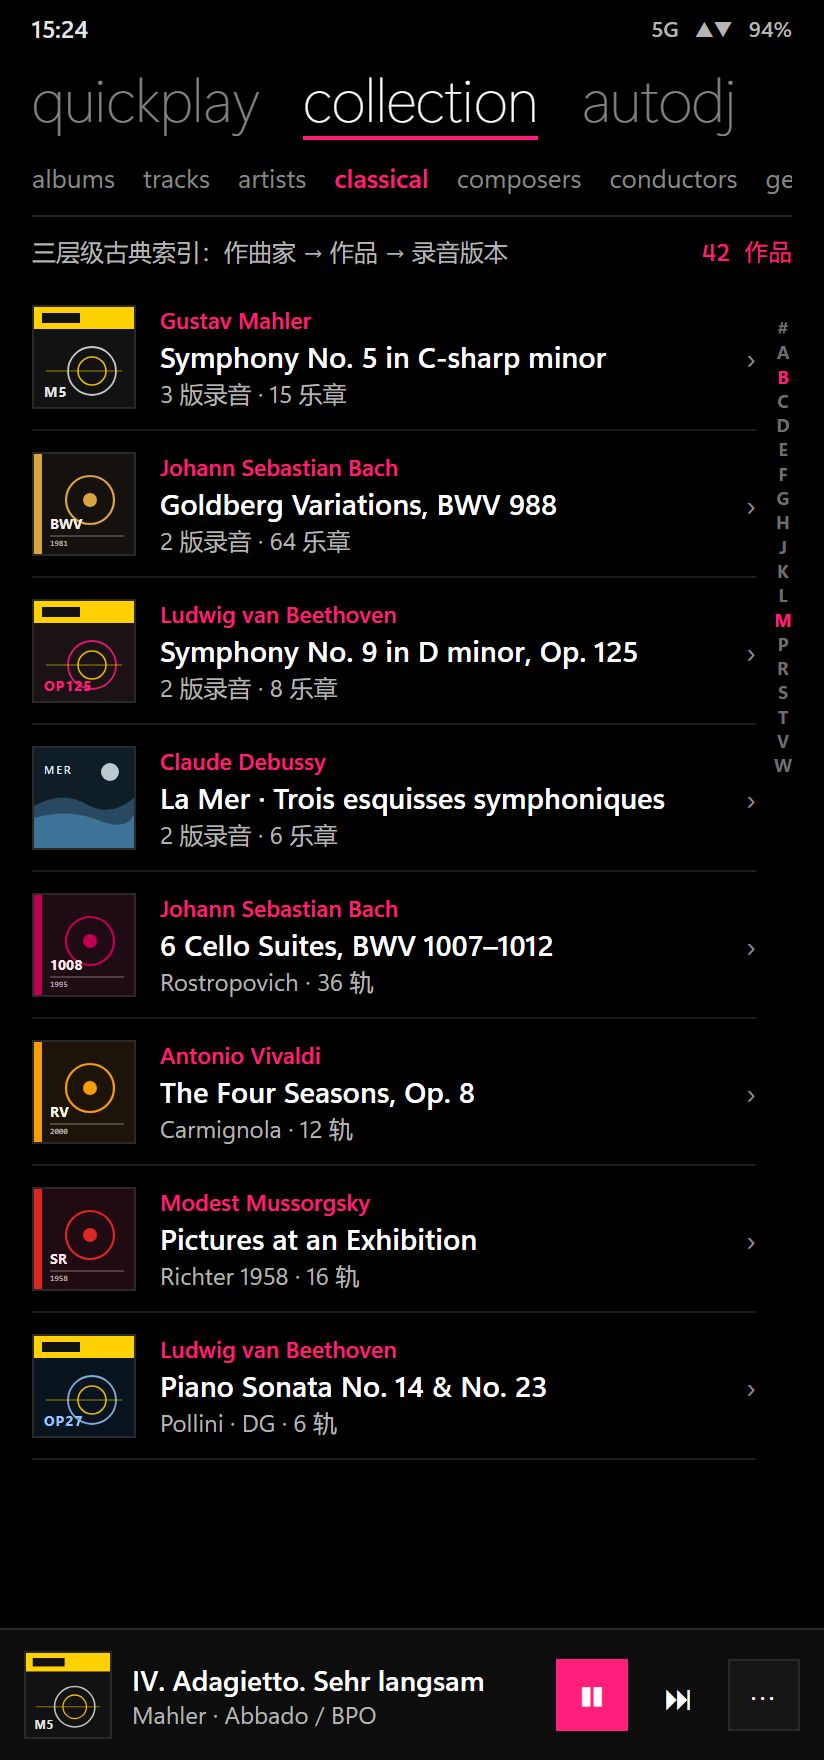 15:24 5G ▲▼ 94%
quickplay collection autodj
albums tracks artists classical composers conductors ge
三层级古典索引：作曲家 → 作品 → 录音版本 42 作品
M5
Gustav Mahler
Symphony No. 5 in C-sharp minor ›
3 版录音 · 15 乐章
BWV
1981
Johann Sebastian Bach
Goldberg Variations, BWV 988 ›
2 版录音 · 64 乐章
OP125
Ludwig van Beethoven
Symphony No. 9 in D minor, Op. 125 ›
2 版录音 · 8 乐章
MER
Claude Debussy
La Mer · Trois esquisses symphoniques ›
2 版录音 · 6 乐章
1008
1995
Johann Sebastian Bach
6 Cello Suites, BWV 1007–1012 ›
Rostropovich · 36 轨
RV
2000
Antonio Vivaldi
The Four Seasons, Op. 8 ›
Carmignola · 12 轨
SR
1958
Modest Mussorgsky
Pictures at an Exhibition ›
Richter 1958 · 16 轨
OP27
Ludwig van Beethoven
Piano Sonata No. 14 & No. 23 ›
Pollini · DG · 6 轨
#
A
B
C
D
E
F
G
H
J
K
L
M
P
R
S
T
V
W
M5
IV. Adagietto. Sehr langsam
Mahler · Abbado / BPO
⋯